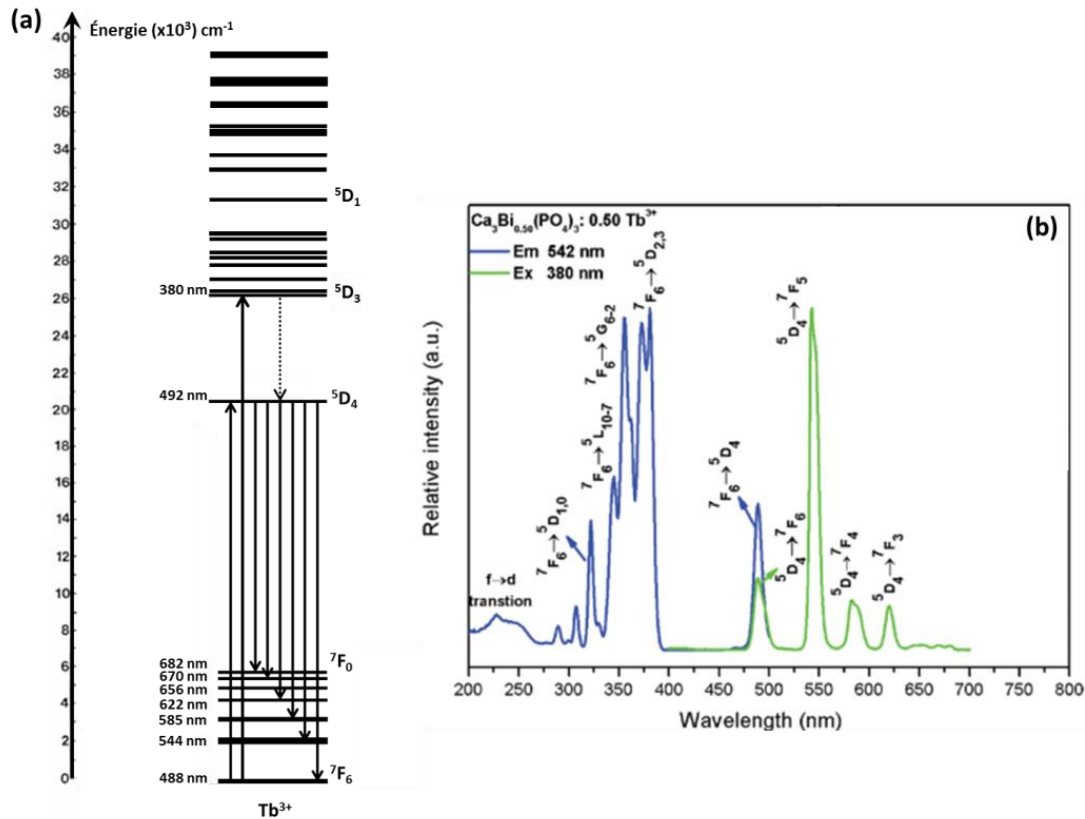 (a)
Énergie (x10³) cm⁻¹
40
38
36
34
32
⁵D₁
30
28
380 nm
⁵D₃
26
24
22
492 nm
⁵D₄
20
18
16
14
12
10
8
682 nm
⁷F₀
6
670 nm
656 nm
4
622 nm
585 nm
2
544 nm
0
488 nm
⁷F₆
Tb³⁺
(b)
Ca₃Bi₀.₅₀(PO₄)₃: 0.50 Tb³⁺
Em 542 nm
Ex 380 nm
Relative intensity (a.u.)
f→d
transtion
⁷F₆→⁵D₁,₀
⁷F₆→⁵L₁₀₋₇
⁷F₆→⁵G₆₋₂
⁷F₆→⁵D₂,₃
⁷F₆→⁵D₄
⁵D₄→⁷F₆
⁵D₄→⁷F₅
⁵D₄→⁷F₄
⁵D₄→⁷F₃
200 250 300 350 400 450 500 550 600 650 700 750 800
Wavelength (nm)